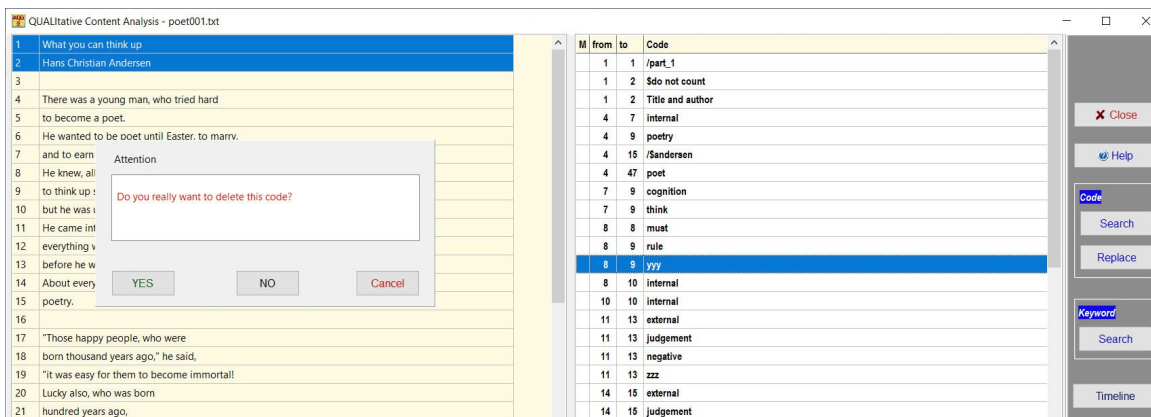 QUALItative Content Analysis - poet001.txt
1 What you can think up
2 Hans Christian Andersen
3
4 There was a young man, who tried hard
5 to become a poet.
6 He wanted to be poet until Easter, to marry,
7 and to earn
8 He knew, all
9 to think up
10 but he was
11 He came int
12 everything
13 before he w
14 About every
15 poetry.
16
17 "Those happy people, who were
18 born thousand years ago," he said,
19 "it was easy for them to become immortal!
20 Lucky also, who was born
21 hundred years ago,
Attention
Do you really want to delete this code?
YES NO Cancel
M from to Code
1 1 /part_1
1 2 $do not count
1 2 Title and author
4 7 internal
4 9 poetry
4 15 /$andersen
4 47 poet
7 9 cognition
7 9 think
8 8 must
8 9 rule
8 9 yyy
8 10 internal
10 10 internal
11 13 external
11 13 judgement
11 13 negative
11 13 zzz
14 15 external
14 15 judgement
Close
Help
Code
Search
Replace
Keyword
Search
Timeline